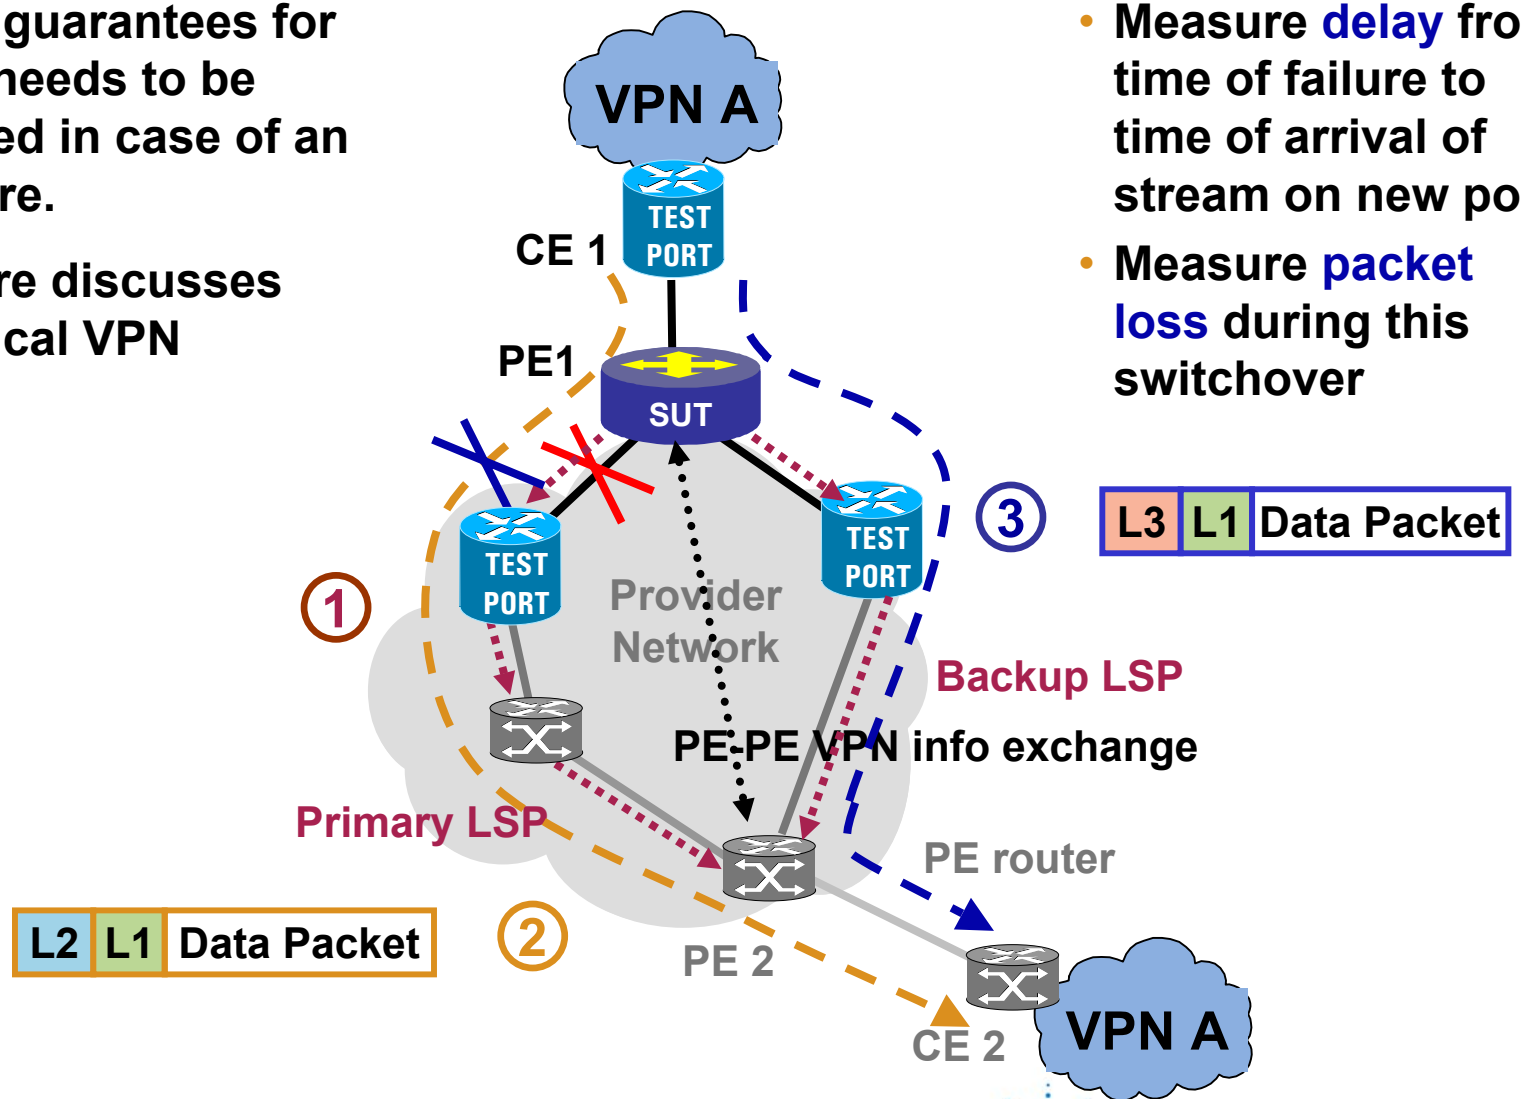 guarantees for
needs to be
ed in case of an
re.
re discusses
cal VPN
VPN A
TEST
PORT
CE 1
PE1
SUT
• Measure delay fro
time of failure to
time of arrival of
stream on new po
• Measure packet
loss during this
switchover
TEST
PORT
TEST
PORT
3
L3 L1 Data Packet
1
Provider
Network
Backup LSP
PE-PE VPN info exchange
Primary LSP
PE router
L2 L1 Data Packet
2
PE 2
CE 2
VPN A